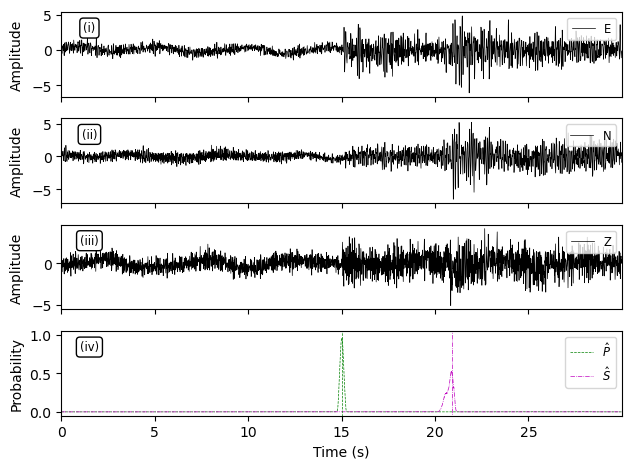 5
0
−5
Amplitude
(i)
E
5
0
−5
Amplitude
(ii)
N
0
−5
Amplitude
(iii)
Z
1.0
0.5
0.0
Probability
(iv)
P̂
Ŝ
0 5 10 15 20 25
Time (s)